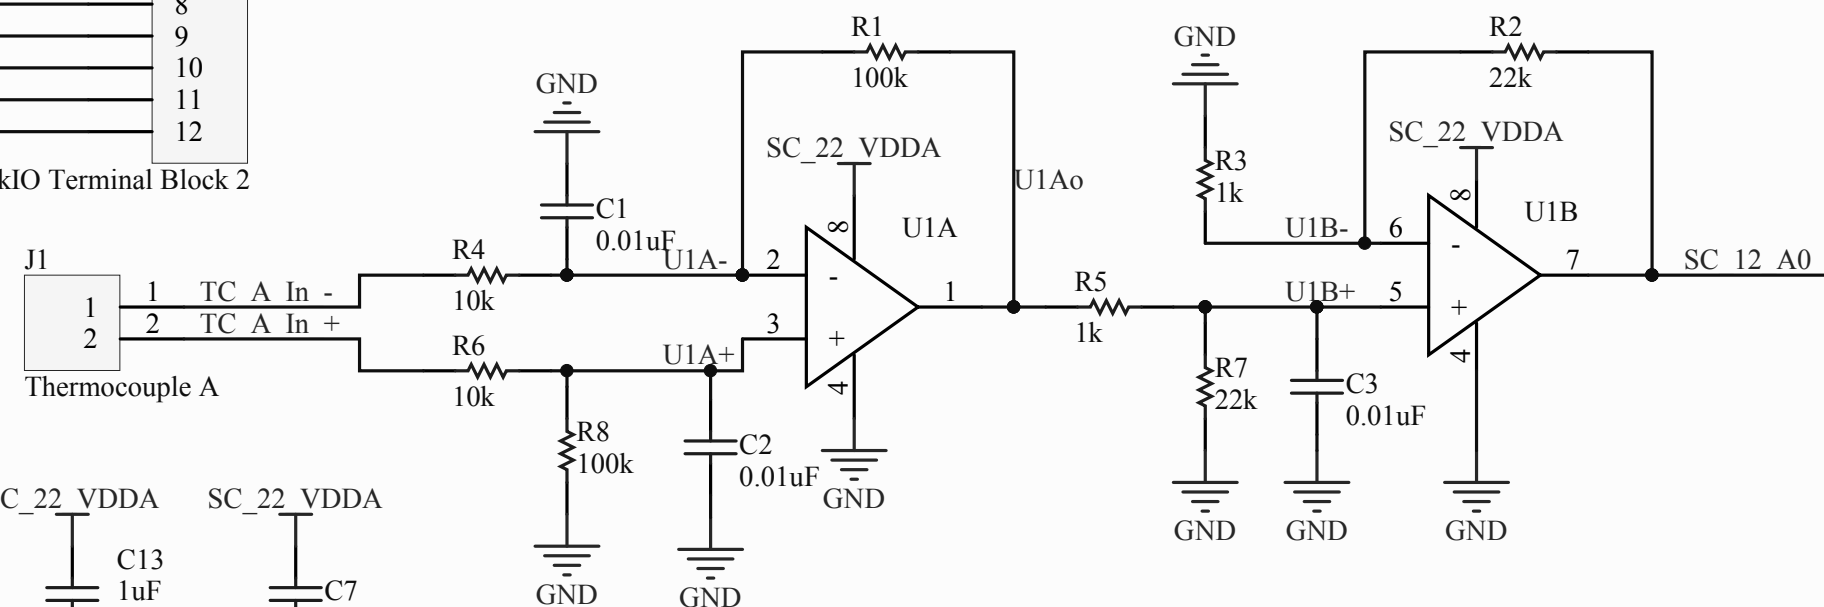 8
9
10
11
12
kIO Terminal Block 2
J1
1
2
1
TC_A_In_-
2
TC_A_In_+
Thermocouple A
R4
10k
R6
10k
GND
C1
0.01uF
U1A-
2
U1A+
3
R8
100k
GND
C2
0.01uF
GND
R1
100k
SC_22_VDDA
8
U1A
-
+
4
GND
1
U1Ao
R5
1k
GND
R3
1k
U1B-
6
U1B+
5
R7
22k
GND
C3
0.01uF
GND
R2
22k
SC_22_VDDA
8
U1B
-
+
4
GND
7
SC_12_A0
C_22_VDDA
C13
1uF
SC_22_VDDA
C7